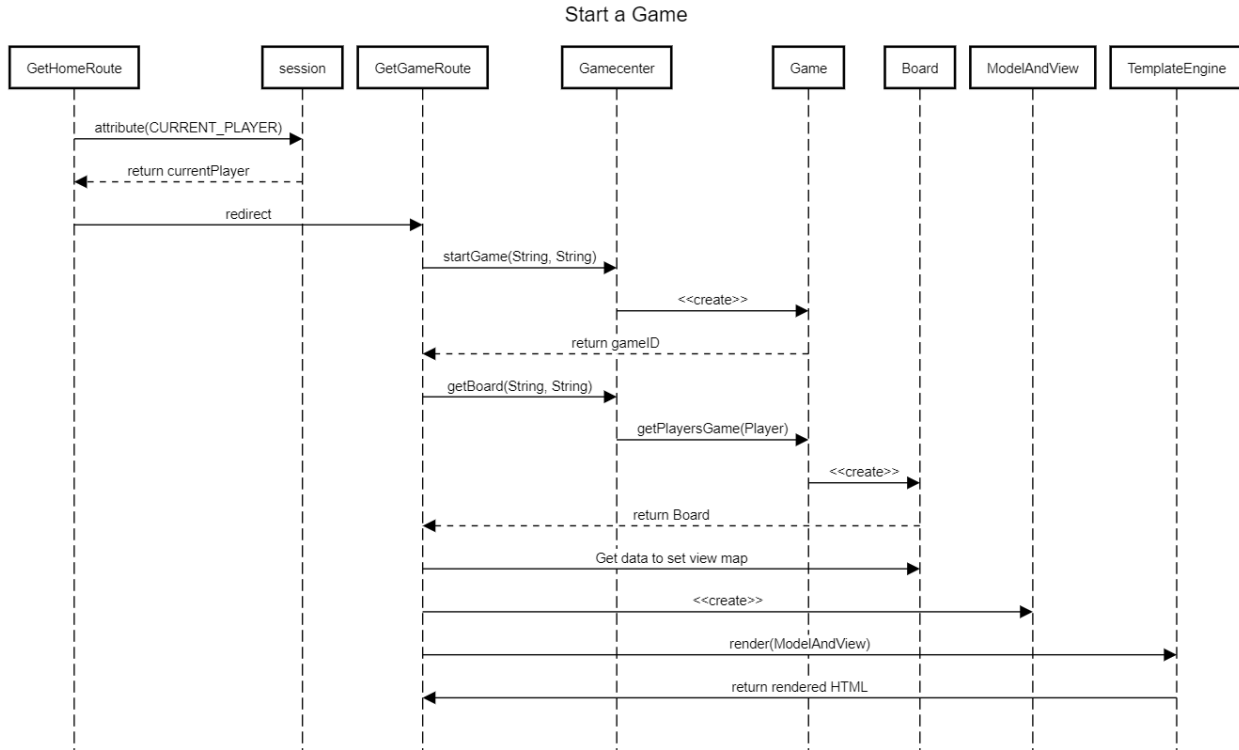 Start a Game
GetHomeRoute
session
GetGameRoute
Gamecenter
Game
Board
ModelAndView
TemplateEngine
attribute(CURRENT_PLAYER)
return currentPlayer
redirect
startGame(String, String)
<<create>>
return gameID
getBoard(String, String)
getPlayersGame(Player)
<<create>>
return Board
Get data to set view map
<<create>>
render(ModelAndView)
return rendered HTML